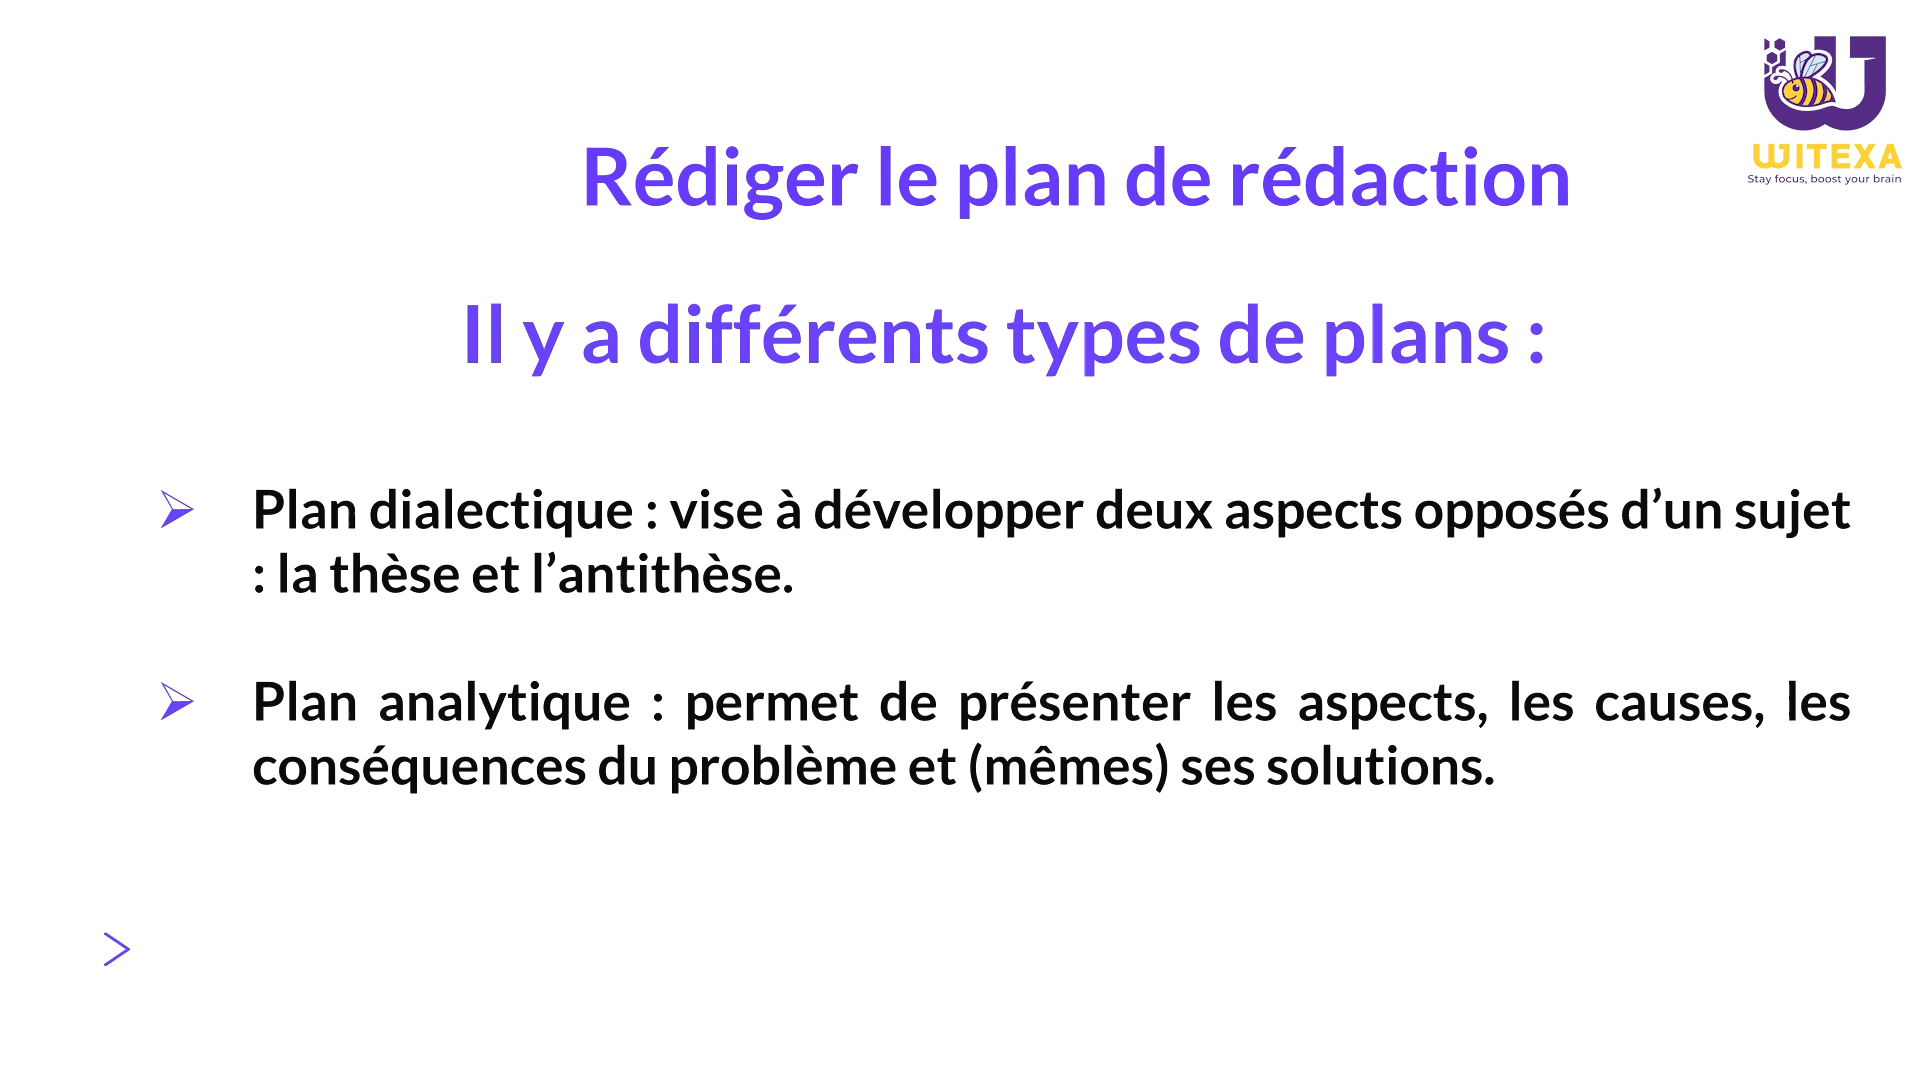 WITEXA
Stay focus, boost your brain
Rédiger le plan de rédaction
Il y a différents types de plans :
➢ Plan dialectique : vise à développer deux aspects opposés d’un sujet
: la thèse et l’antithèse.
➢ Plan analytique : permet de présenter les aspects, les causes, les
conséquences du problème et (mêmes) ses solutions.
>